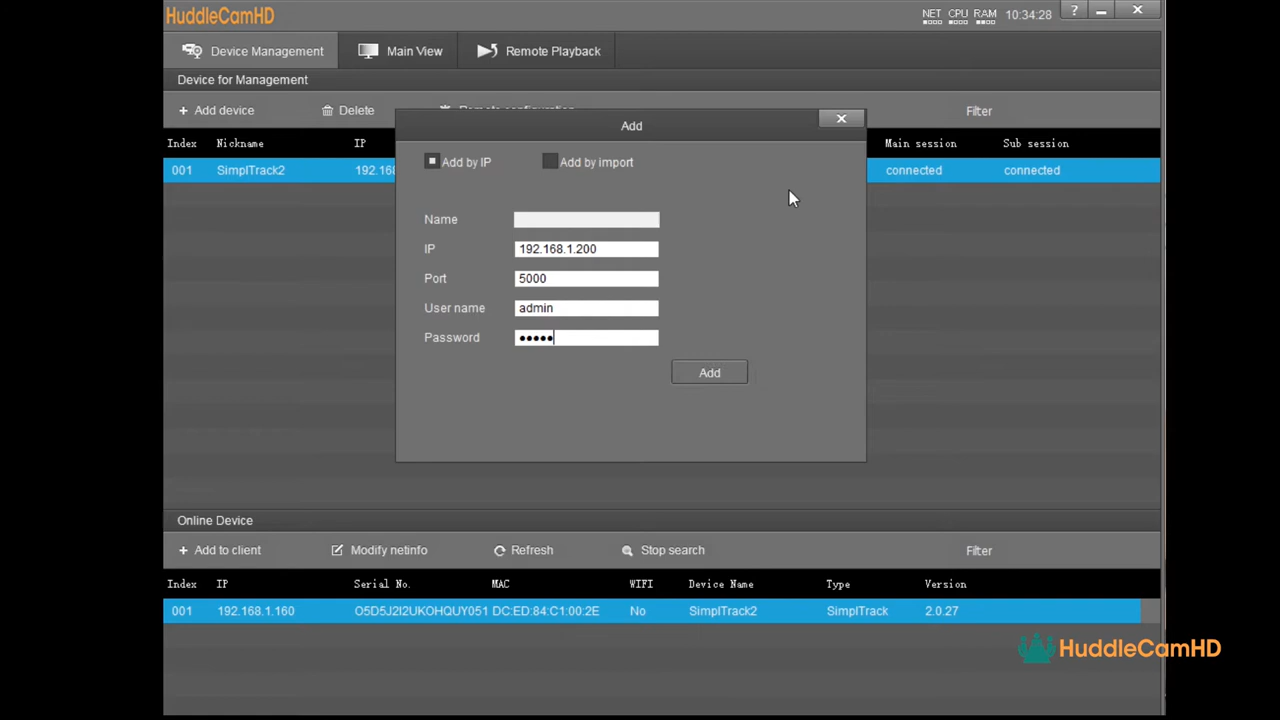 HuddleCamHD
NET CPU RAM 10:34:28 ?
Device Management Main View Remote Playback
Device for Management
+ Add device Delete Remote configuration Filter
Index Nickname IP Main session Sub session
001 SimplTrack2 192.168 connected connected
Add
Add by IP Add by import
Name
IP 192.168.1.200
Port 5000
User name admin
Password •••••
Add
Online Device
+ Add to client Modify netinfo Refresh Stop search Filter
Index IP Serial No. MAC WIFI Device Name Type Version
001 192.168.1.160 O5D5J2I2UKOHQUY051 DC:ED:84:C1:00:2E No SimplTrack2 SimplTrack 2.0.27
HuddleCamHD